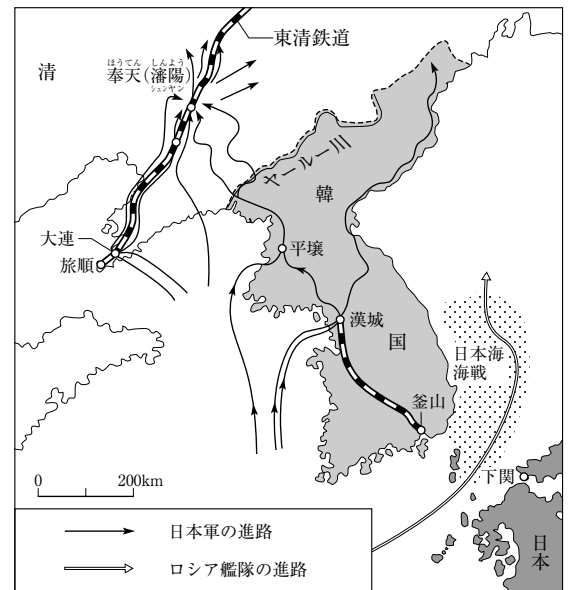 東清鉄道
清
ほうてん しんよう
奉天(瀋陽)
シェンヤン
ヤールー川
韓
大連
旅順
平壌
漢城
国
日本海
海戦
釜山
下関
0 200km
日本
日本軍の進路
ロシア艦隊の進路